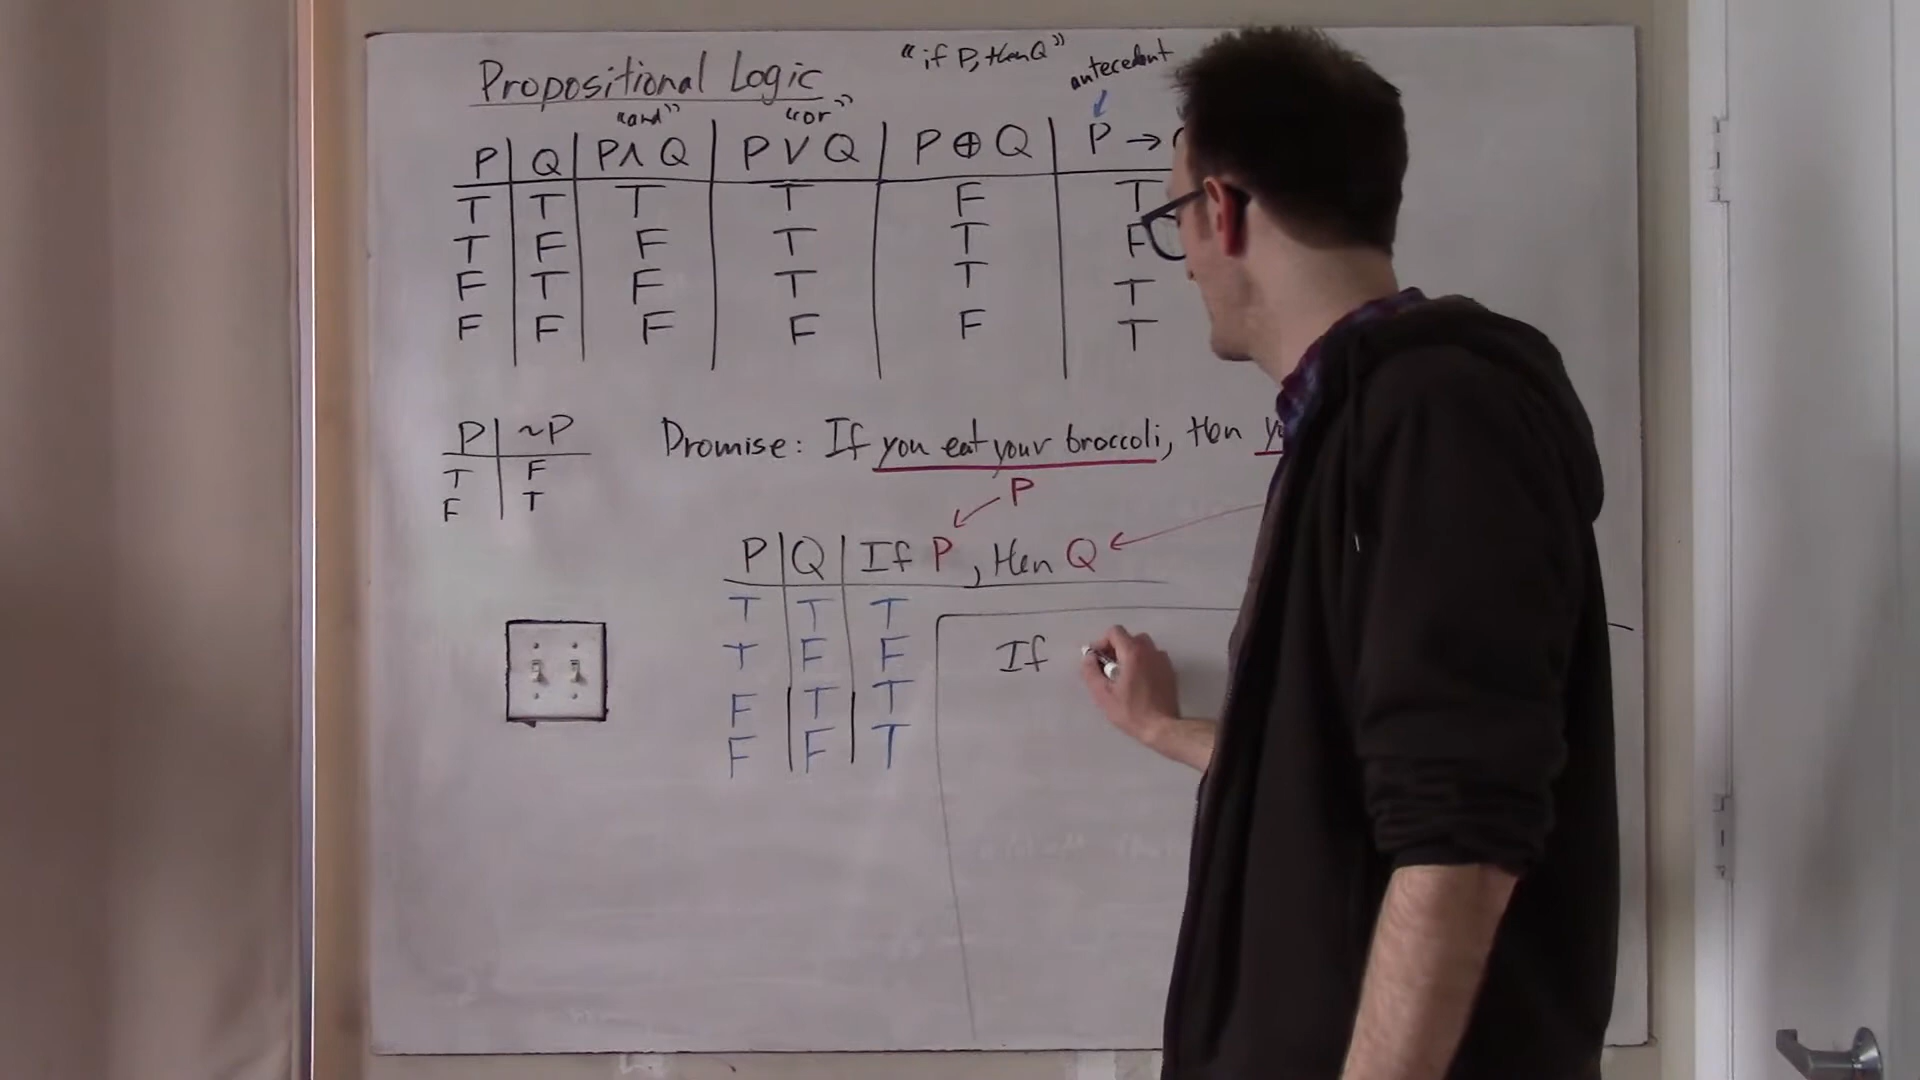 Propositional Logic
"if P, then Q"
antecedent
"and" "or"
P Q P∧Q P∨Q P⊕Q P→
T T T T F T
T F F T T F
F T F T T T
F F F F F T
P ~P
T F
F T
Promise: If you eat your broccoli, then
P
P Q If P, then Q
T T T
T F F
F T T
F F T
If